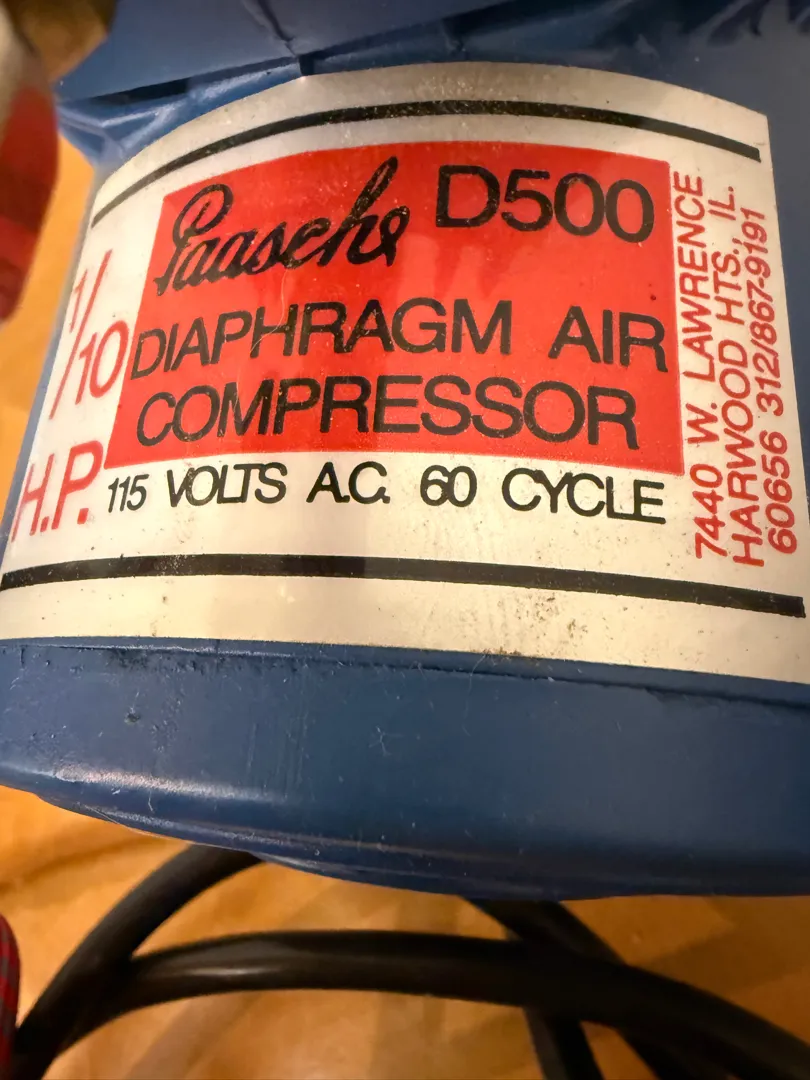 Paasche D500
DIAPHRAGM AIR
COMPRESSOR
1/10
H.P.
115 VOLTS A.C. 60 CYCLE
7440 W. LAWRENCE
HARWOOD HTS., IL.
60656 312/867-9191